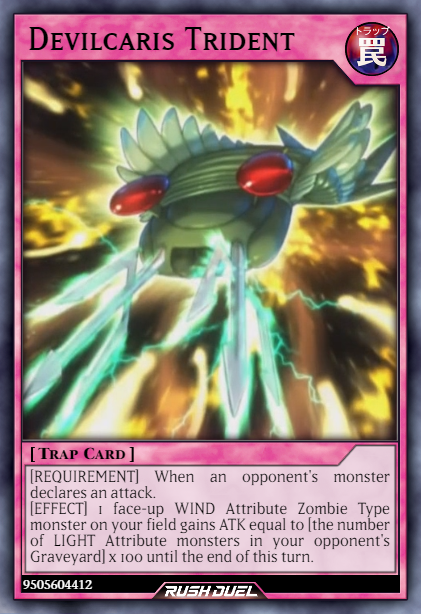 Devilcaris Trident
トラップ
罠
[ Trap Card ]
[REQUIREMENT] When an opponent's monster
declares an attack.
[EFFECT] 1 face-up WIND Attribute Zombie Type
monster on your field gains ATK equal to [the number
of LIGHT Attribute monsters in your opponent's
Graveyard] x 100 until the end of this turn.
9505604412
RUSH DUEL